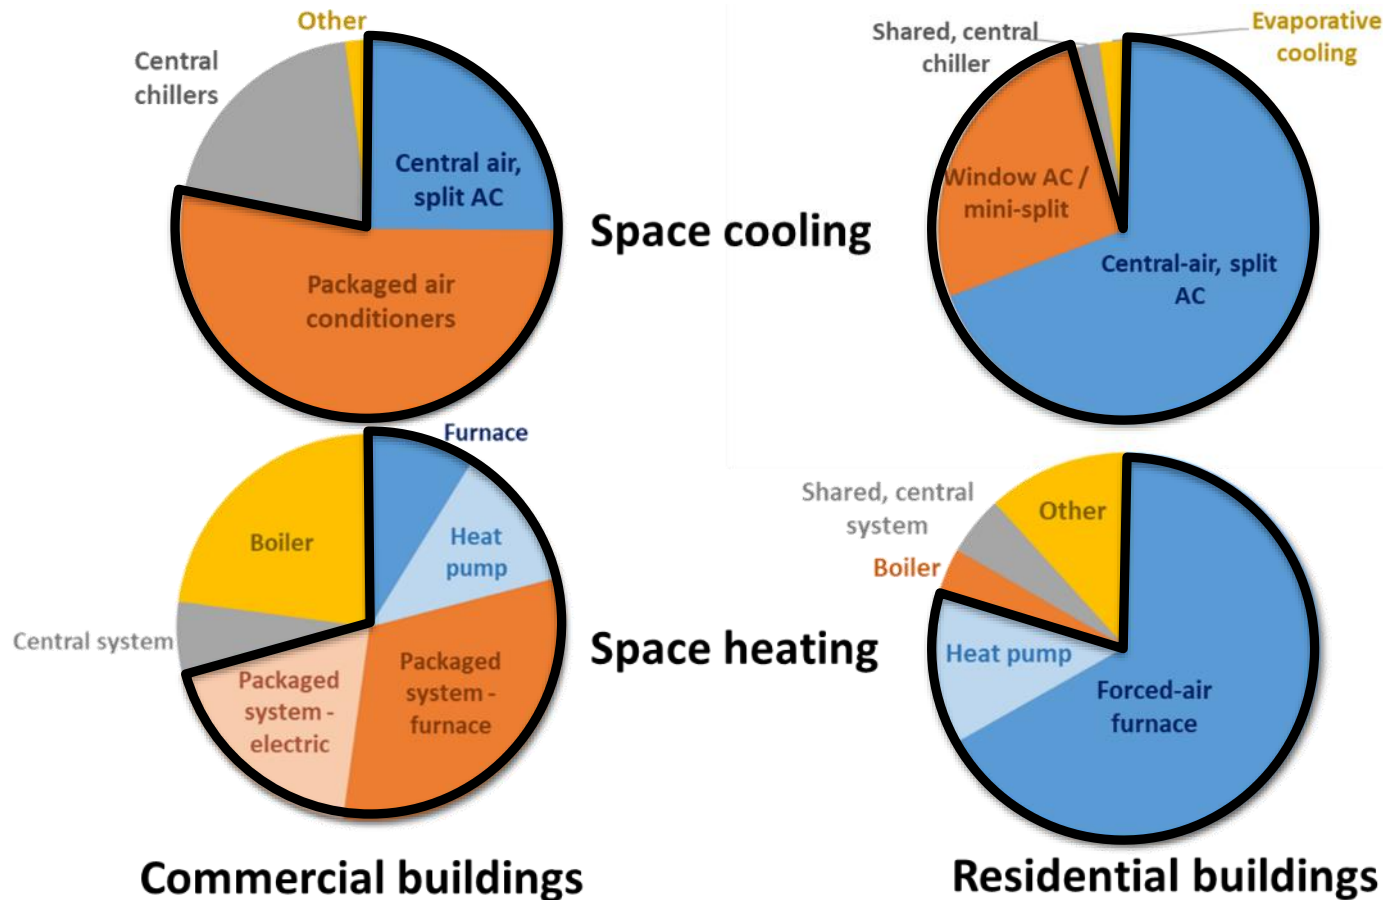 Other
Central
chillers
Central air,
split AC
Packaged air
conditioners
Space cooling
Shared, central
chiller
Evaporative
cooling
Window AC /
mini-split
Central-air, split
AC
Furnace
Heat
pump
Boiler
Central system
Packaged
system -
electric
Packaged
system -
furnace
Space heating
Shared, central
system
Other
Boiler
Heat pump
Forced-air
furnace
Commercial buildings
Residential buildings